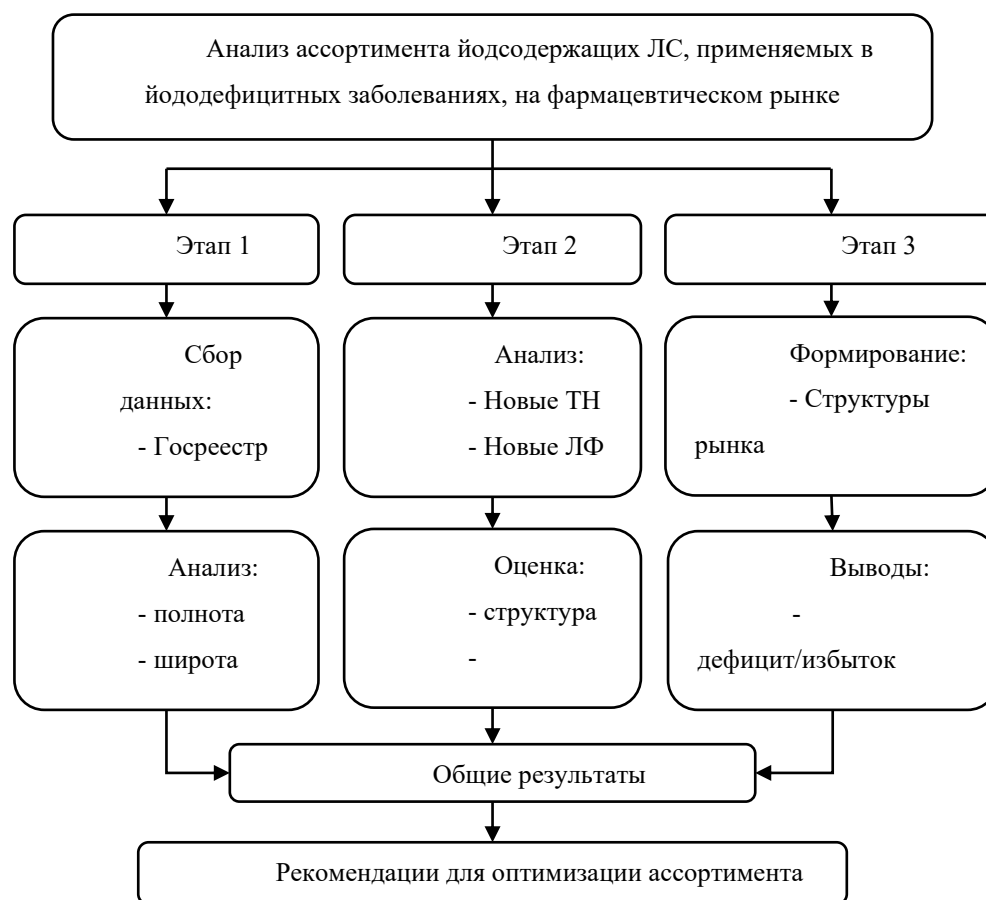 Анализ ассортимента йодсодержащих ЛС, применяемых в
йододефицитных заболеваниях, на фармацевтическом рынке
Этап 1
Этап 2
Этап 3
Сбор
данных:
- Госреестр
Анализ:
- Новые ТН
- Новые ЛФ
Формирование:
- Структуры
рынка
Анализ:
- полнота
- широта
Оценка:
- структура
-
Выводы:
-
дефицит/избыток
Общие результаты
Рекомендации для оптимизации ассортимента